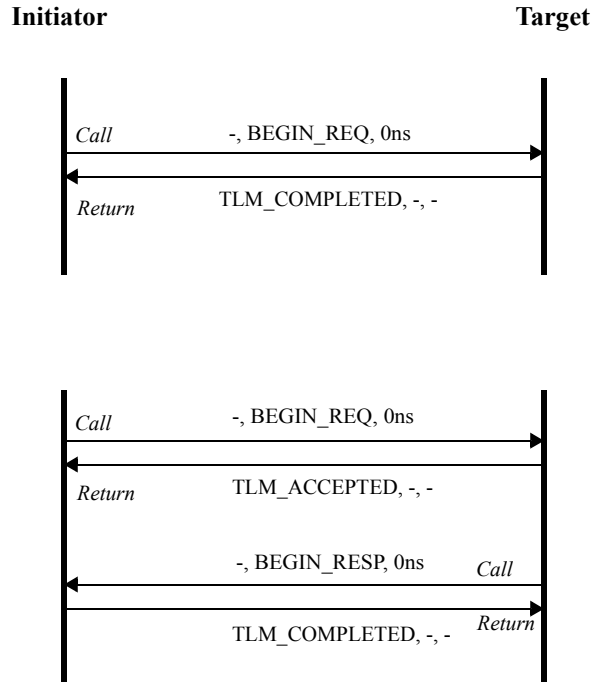 Initiator Target
Call -, BEGIN_REQ, 0ns
Return TLM_COMPLETED, -, -
Call -, BEGIN_REQ, 0ns
Return TLM_ACCEPTED, -, -
-, BEGIN_RESP, 0ns Call
TLM_COMPLETED, -, - Return